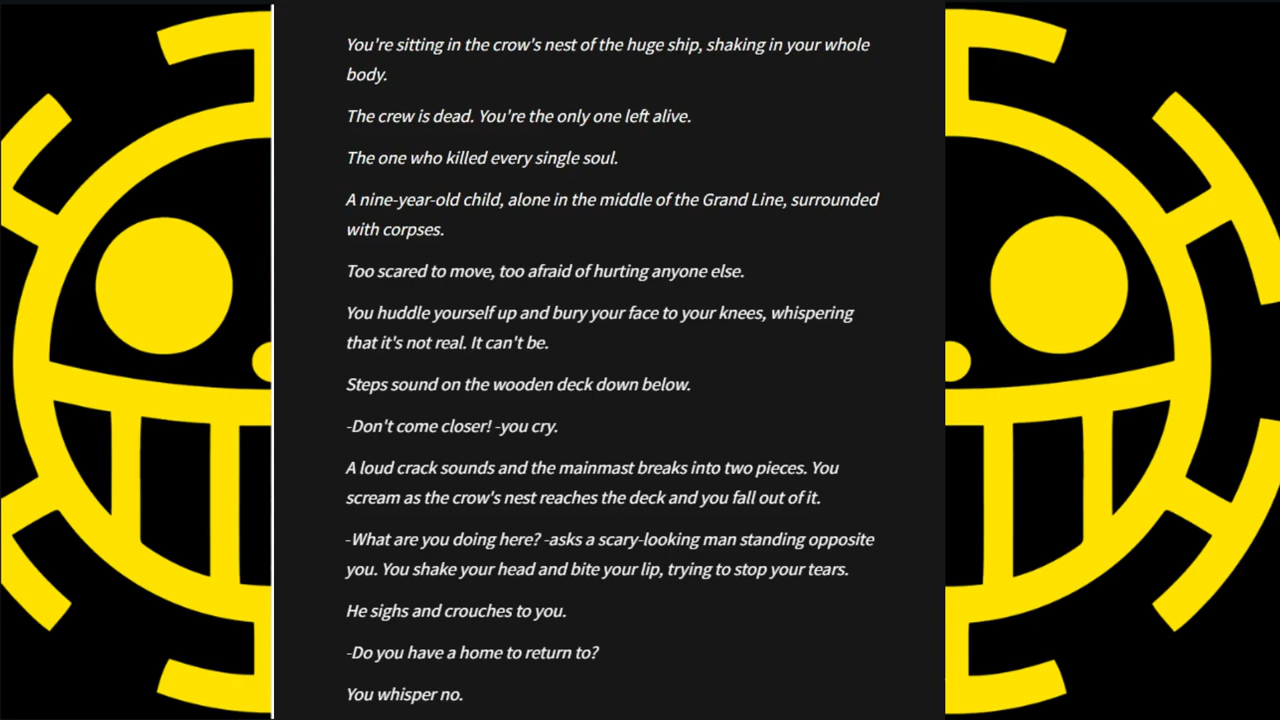 You're sitting in the crow's nest of the huge ship, shaking in your whole
body.
The crew is dead. You're the only one left alive.
The one who killed every single soul.
A nine-year-old child, alone in the middle of the Grand Line, surrounded
with corpses.
Too scared to move, too afraid of hurting anyone else.
You huddle yourself up and bury your face to your knees, whispering
that it's not real. It can't be.
Steps sound on the wooden deck down below.
-Don't come closer! -you cry.
A loud crack sounds and the mainmast breaks into two pieces. You
scream as the crow's nest reaches the deck and you fall out of it.
-What are you doing here? -asks a scary-looking man standing opposite
you. You shake your head and bite your lip, trying to stop your tears.
He sighs and crouches to you.
-Do you have a home to return to?
You whisper no.